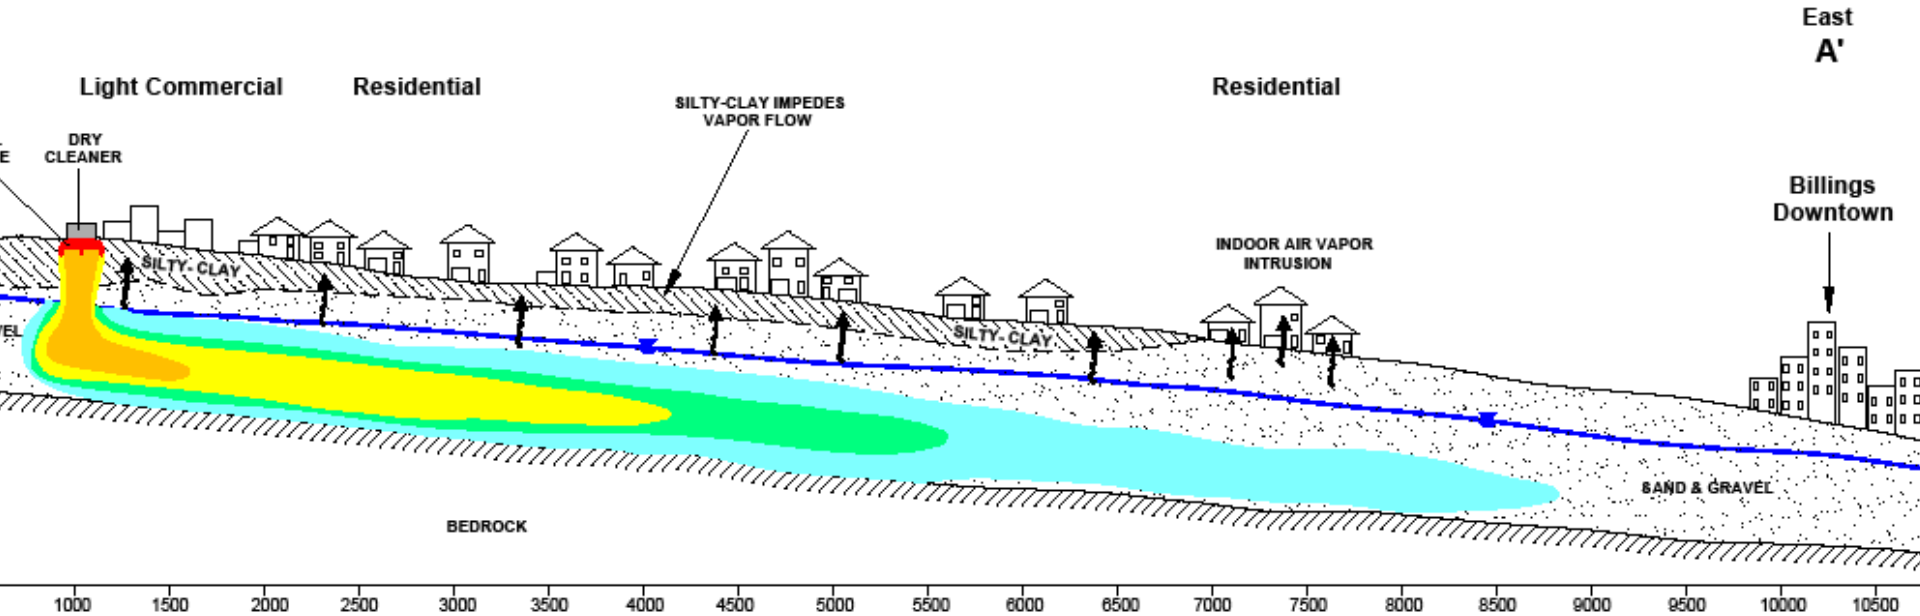 East
A'
Light Commercial
Residential
Residential
SILTY-CLAY IMPEDES
VAPOR FLOW
DRY
CLEANER
Billings
Downtown
INDOOR AIR VAPOR
INTRUSION
SILTY-CLAY
SILTY-CLAY
SAND & GRAVEL
BEDROCK
1000 1500 2000 2500 3000 3500 4000 4500 5000 5500 6000 6500 7000 7500 8000 8500 9000 9500 10000 10500